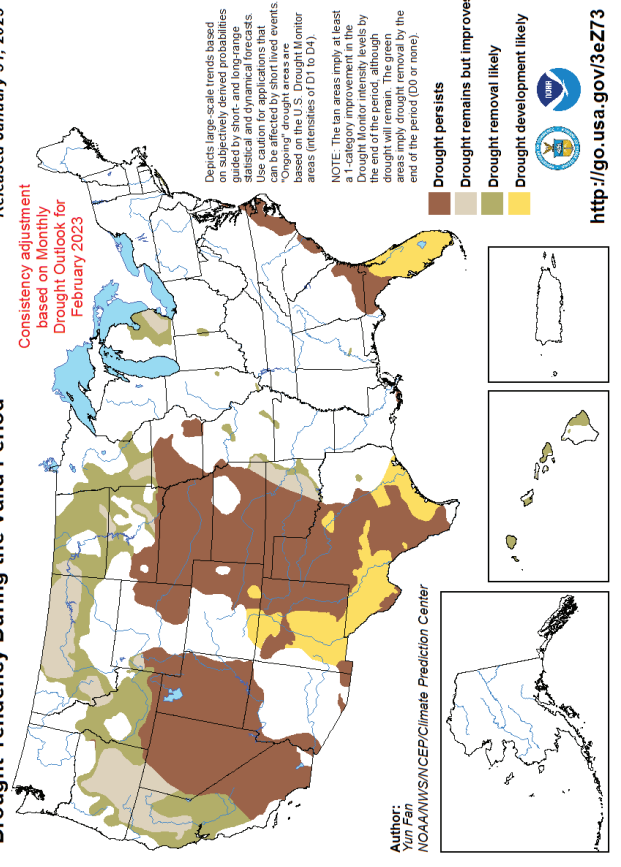 Drought Tendency During the Valid Period
Released January
Consistency adjustment
based on Monthly
Drought Outlook for
February 2023
Depicts large-scale trends based
on subjectively derived probabilities
guided by short- and long-range
statistical and dynamical forecasts.
Use caution for applications that
can be affected by short lived events.
"Ongoing" drought areas are
based on the U.S. Drought Monitor
areas (intensities of D1 to D4).
NOTE: The tan areas imply at least
a 1-category improvement in the
Drought Monitor intensity levels by
the end of the period, although
drought will remain. The green
areas imply drought removal by the
end of the period (D0 or none).
Author:
Yun Fan
NOAA/NWS/NCEP/Climate Prediction Center
Drought persists
Drought remains but improves
Drought removal likely
Drought development likely
NOAA
http://go.usa.gov/3eZ73